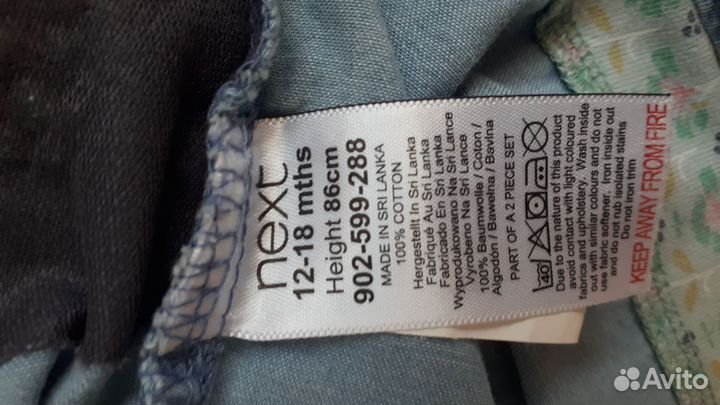 next
12-18 mths
Height 86cm
902-599-288
MADE IN SRI LANKA
100% COTTON
Hergestellt In Sri Lanka
Fabriqué Au Sri Lanka
Fabricado En Sri Lanka
Wyprodukowano Na Sri Lance
Vyrobeno Na Sri Lance
100% Baumwolle / Coton /
Algodón / Bawełna / Bavlna
PART OF A 2 PIECE SET
40
Due to the nature of this product
avoid contact with light coloured
fabrics and upholstery. Wash inside
out with similar colours and do not
use fabric softener. Iron inside out
and do not rub isolated stains
Do not iron trim
KEEP AWAY FROM FIRE
Avito